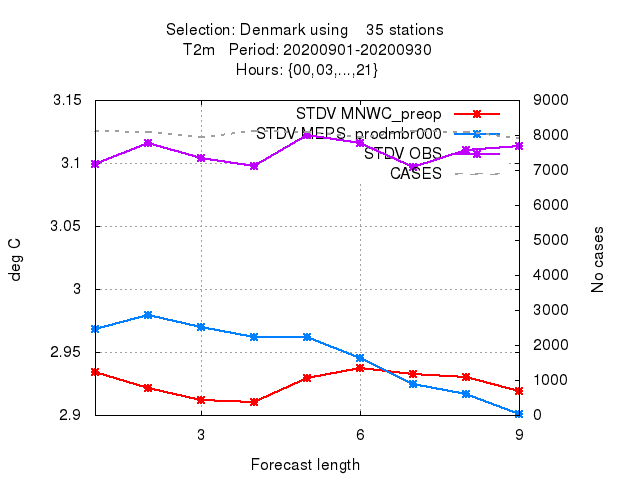 Selection: Denmark using 35 stations
T2m Period: 20200901-20200930
Hours: {00,03,...,21}
3.15
3.1
3.05
3
2.95
2.9
9000
8000
7000
6000
5000
4000
3000
2000
1000
0
STDV MNWC_preop
STDV MEPS_prodmbr000
STDV OBS
CASES
deg C
No cases
3 6 9
Forecast length